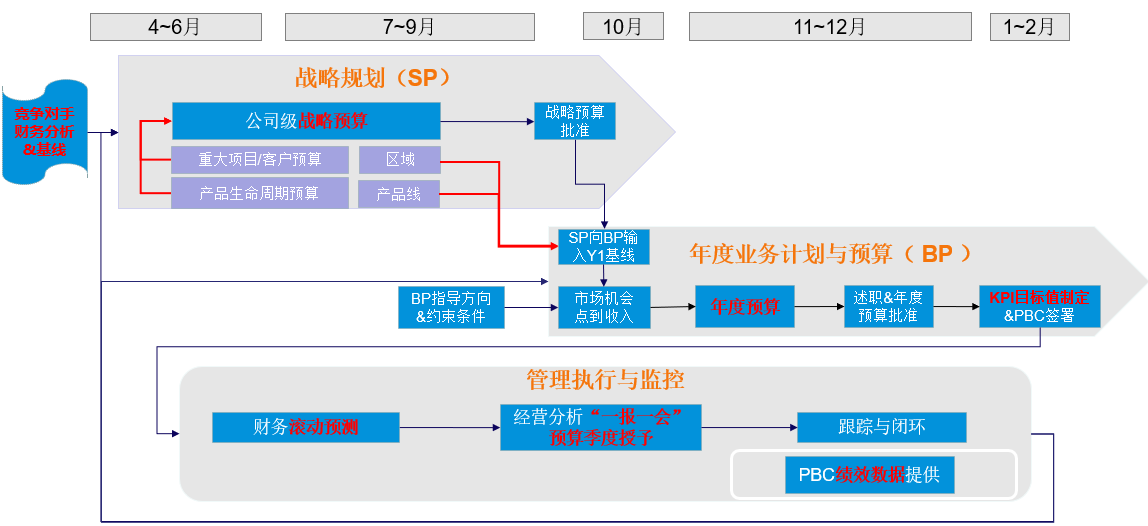 4~6月
7~9月
10月
11~12月
1~2月
战略规划（SP）
竞争对手
财务分析
&基线
公司级战略预算
战略预算
批准
重大项目/客户预算
区域
产品生命周期预算
产品线
SP向BP输
入Y1基线
年度业务计划与预算（ BP ）
BP指导方向
&约束条件
市场机会
点到收入
年度预算
述职&年度
预算批准
KPI目标值制定
&PBC签署
管理执行与监控
财务滚动预测
经营分析“一报一会”
预算季度授予
跟踪与闭环
PBC绩效数据提供